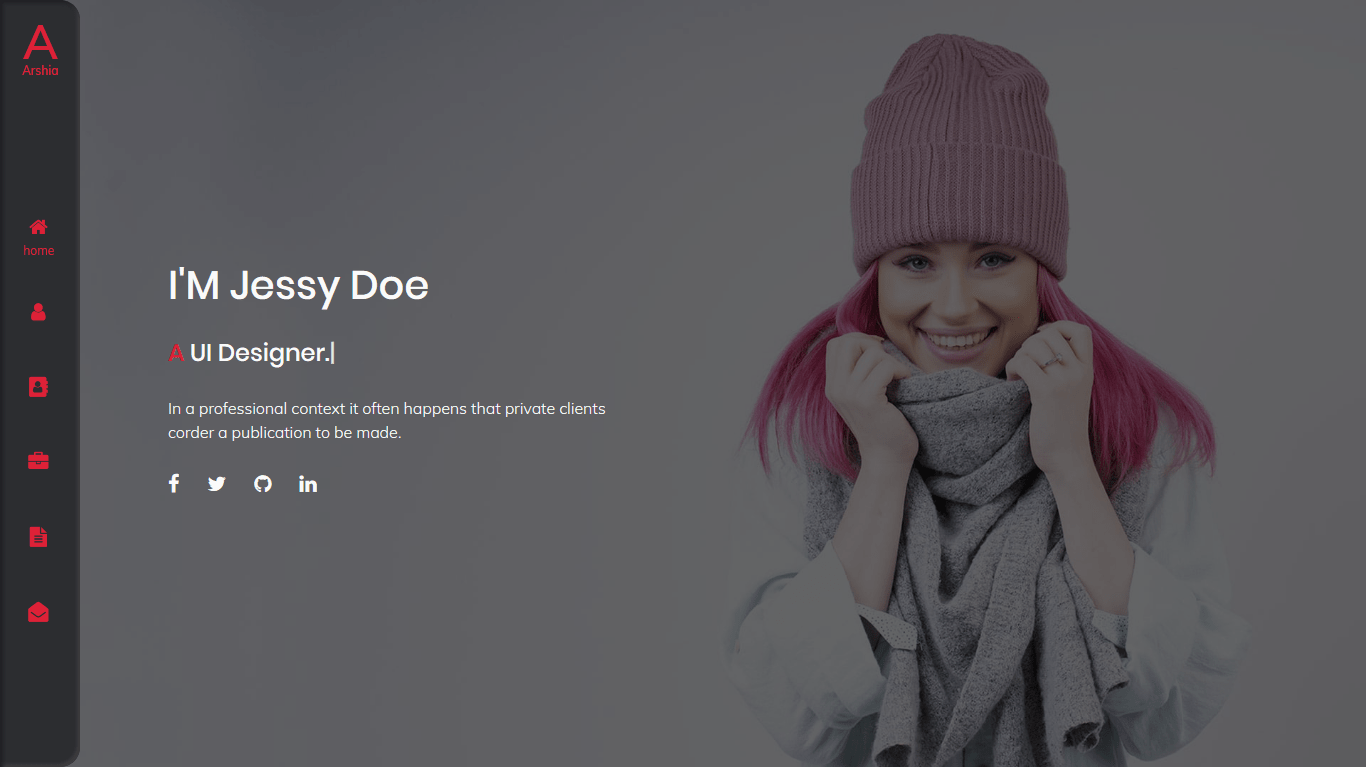 A
Arshia
home
I'M Jessy Doe
A UI Designer.|
In a professional context it often happens that private clients
corder a publication to be made.